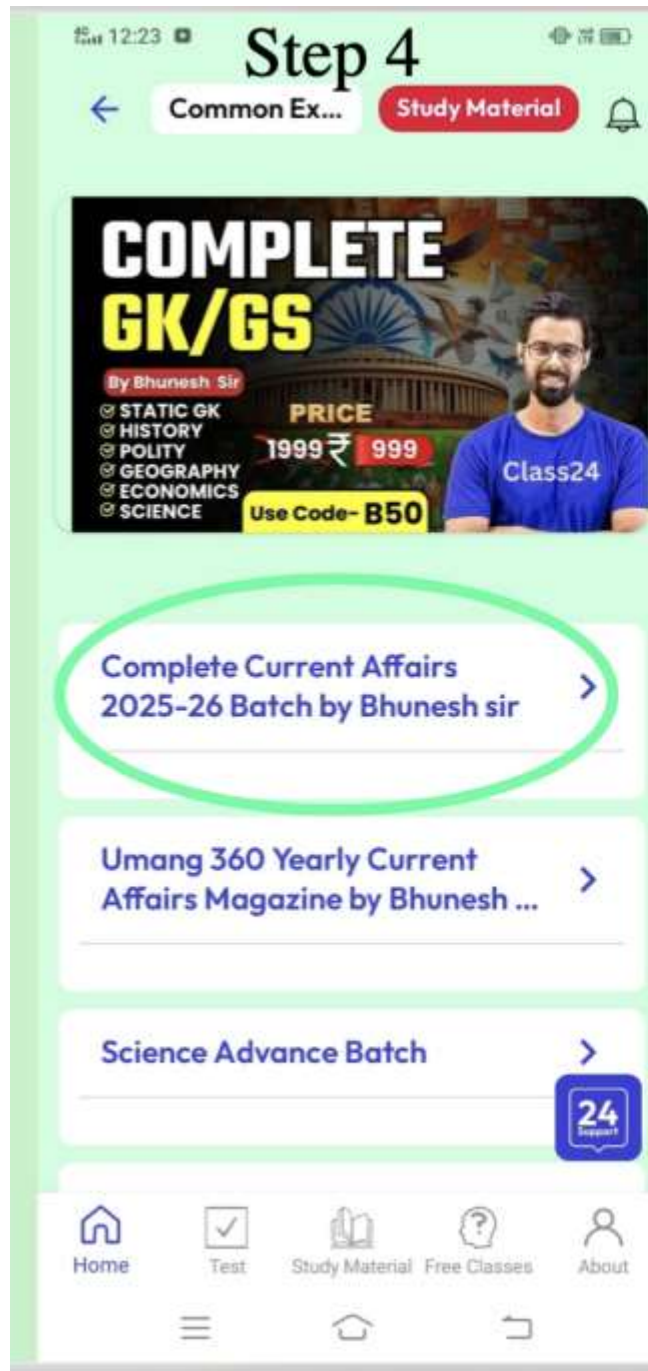 12:23
Step 4
Common Ex...
Study Material
COMPLETE
GK/GS
By Bhunesh Sir
STATIC GK
HISTORY
POLITY
GEOGRAPHY
ECONOMICS
SCIENCE
PRICE
1999 ₹ 999
Use Code- B50
Class24
Complete Current Affairs
2025-26 Batch by Bhunesh sir
Umang 360 Yearly Current
Affairs Magazine by Bhunesh ...
Science Advance Batch
24
Support
Home
Test
Study Material
Free Classes
About